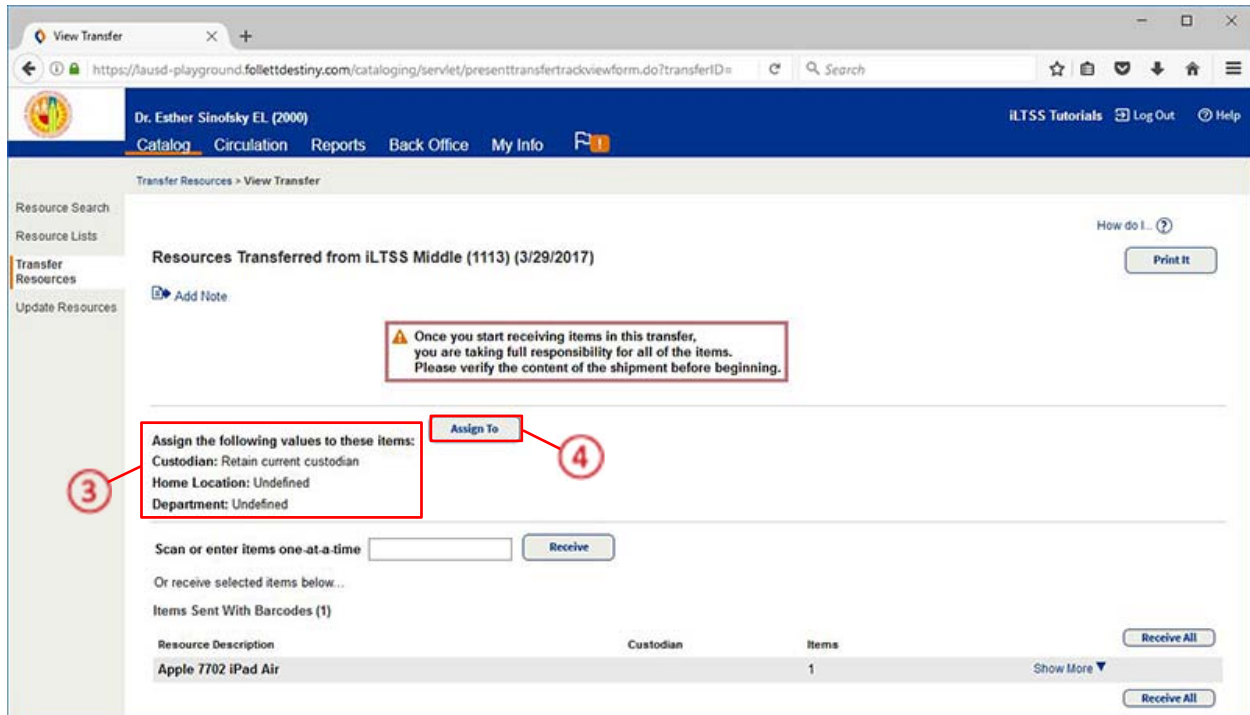 View Transfer
https://lausd-playground.follettdestiny.com/cataloging/servlet/presenttransfertrackviewform.do?transferID=
Search
Dr. Esther Sinofsky EL (2000)
iLTSS Tutorials Log Out Help
Catalog Circulation Reports Back Office My Info
Transfer Resources > View Transfer
Resource Search
Resource Lists
Transfer
Resources
Update Resources
How do I...
Resources Transferred from iLTSS Middle (1113) (3/29/2017)
Print It
Add Note
Once you start receiving items in this transfer,
you are taking full responsibility for all of the items.
Please verify the content of the shipment before beginning.
Assign To
4
3
Assign the following values to these items:
Custodian: Retain current custodian
Home Location: Undefined
Department: Undefined
Scan or enter items one-at-a-time Receive
Or receive selected items below...
Items Sent With Barcodes (1)
Resource Description Custodian Items Receive All
Apple 7702 iPad Air 1 Show More
Receive All